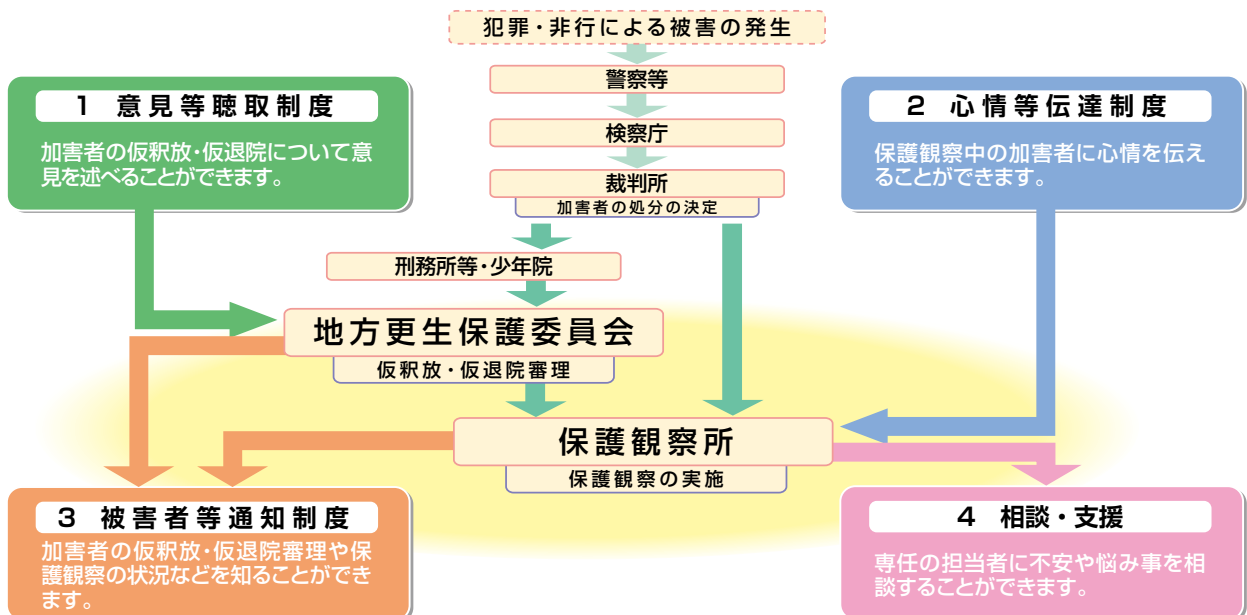 犯罪・非行による被害の発生
警察等
検察庁
裁判所
加害者の処分の決定
1 意見等聴取制度
加害者の仮釈放・仮退院について意
見を述べることができます。
2 心情等伝達制度
保護観察中の加害者に心情を伝え
ることができます。
刑務所等・少年院
地方更生保護委員会
仮釈放・仮退院審理
保護観察所
保護観察の実施
3 被害者等通知制度
加害者の仮釈放・仮退院審理や保
護観察の状況などを知ることができ
ます。
4 相談・支援
専任の担当者に不安や悩み事を相
談することができます。